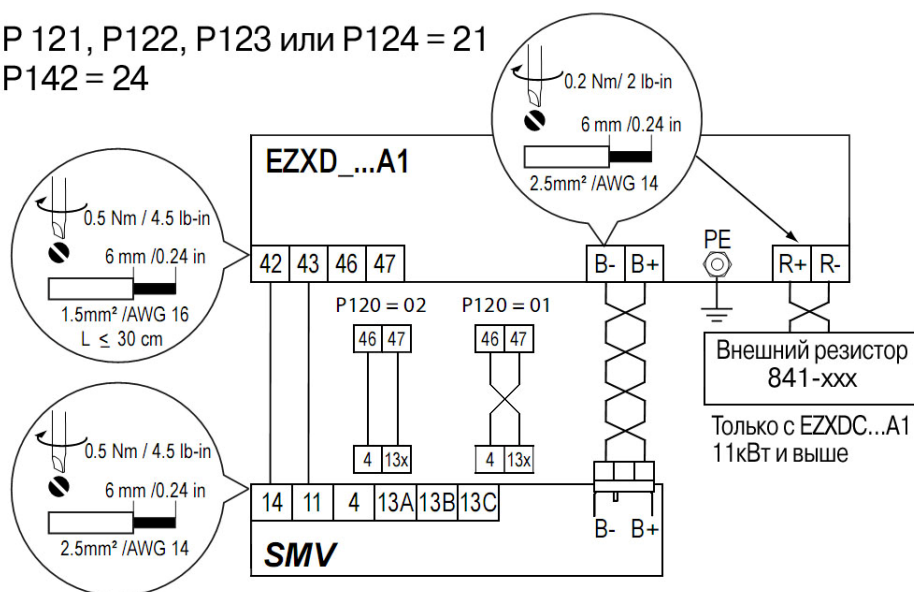 P 121, P122, P123 или P124 = 21
P142 = 24
0.2 Nm/ 2 lb-in
6 mm /0.24 in
2.5mm² /AWG 14
EZXD_...A1
0.5 Nm / 4.5 lb-in
6 mm /0.24 in
1.5mm² /AWG 16
L ≤ 30 cm
42 43 46 47
B- B+
PE
R+ R-
P120 = 02
46 47
4 13x
P120 = 01
46 47
4 13x
Внешний резистор
841-xxx
Только с EZXDC...A1
11кВт и выше
0.5 Nm / 4.5 lb-in
6 mm /0.24 in
2.5mm² /AWG 14
14 11 4 13A 13B 13C
B- B+
SMV